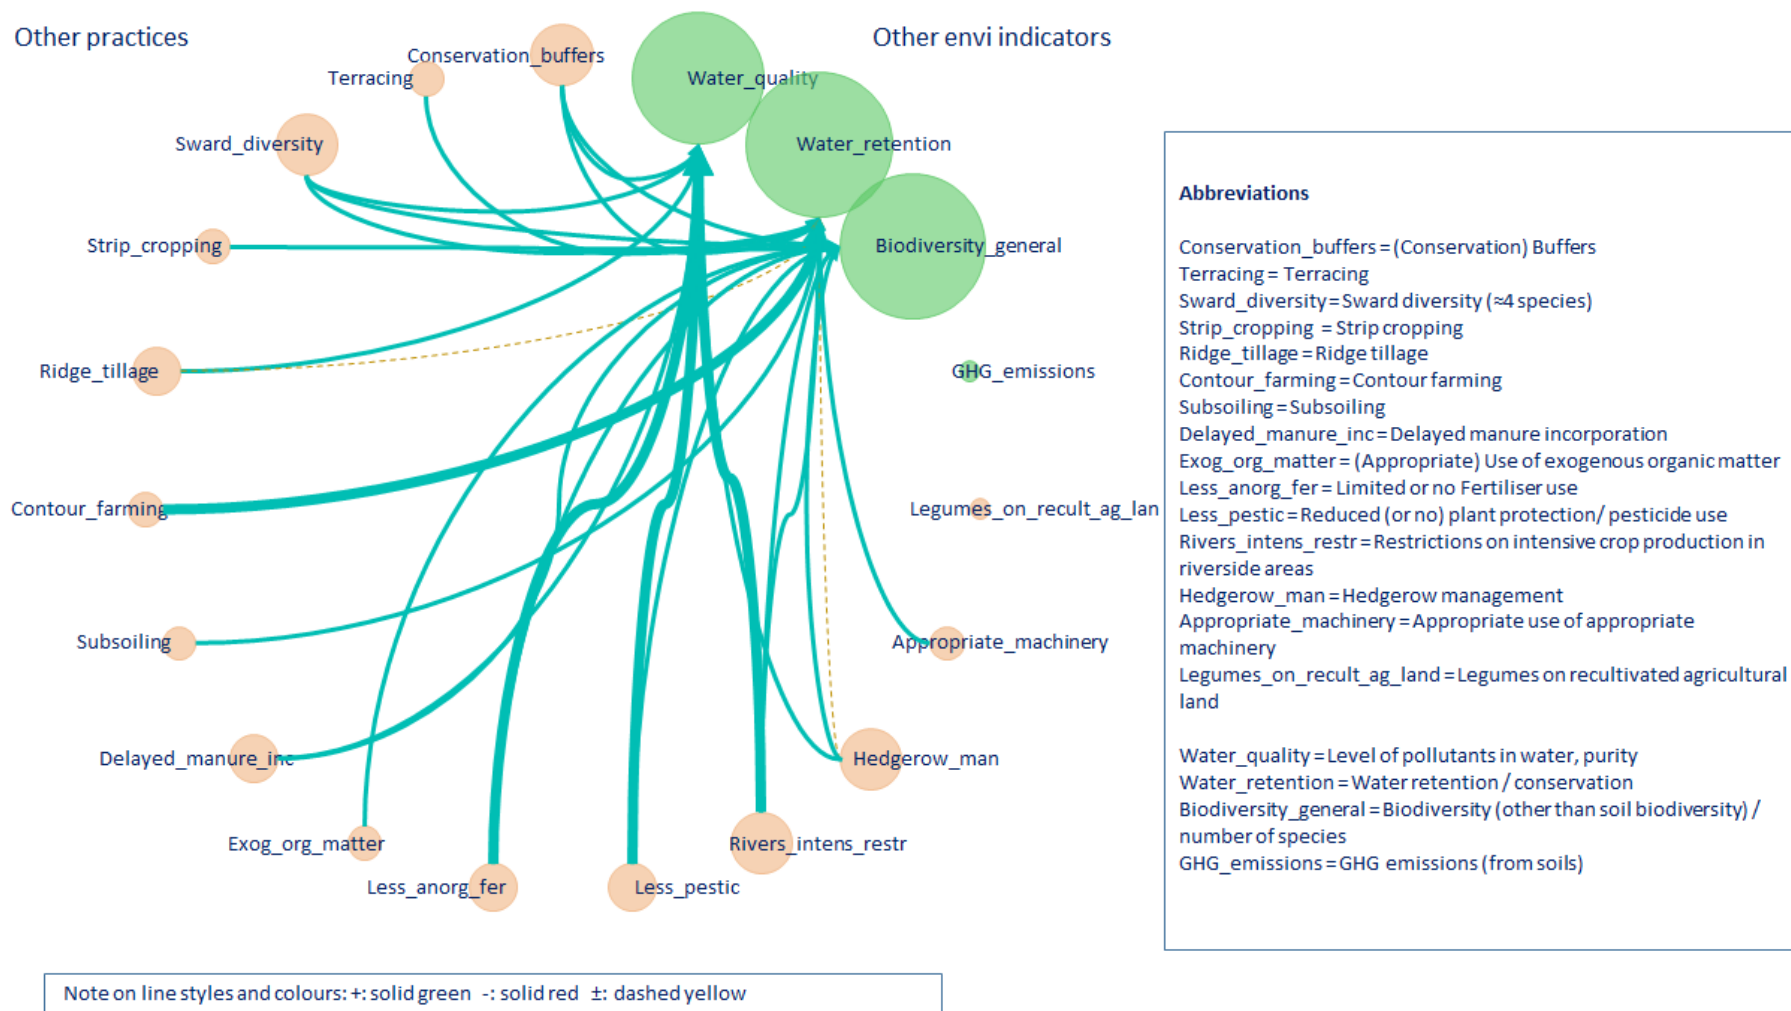 Other practices
Other envi indicators
Conservation_buffers
Terracing
Water_quality
Sward_diversity
Water_retention
Strip_cropping
Biodiversity_general
Ridge_tillage
GHG_emissions
Contour_farming
Legumes_on_recult_ag_lan
Subsoiling
Appropriate_machinery
Delayed_manure_inc
Hedgerow_man
Exog_org_matter
Rivers_intens_restr
Less_anorg_fer
Less_pestic
Abbreviations
Conservation_buffers = (Conservation) Buffers
Terracing = Terracing
Sward_diversity = Sward diversity (≈4 species)
Strip_cropping = Strip cropping
Ridge_tillage = Ridge tillage
Contour_farming = Contour farming
Subsoiling = Subsoiling
Delayed_manure_inc = Delayed manure incorporation
Exog_org_matter = (Appropriate) Use of exogenous organic matter
Less_anorg_fer = Limited or no Fertiliser use
Less_pestic = Reduced (or no) plant protection/ pesticide use
Rivers_intens_restr = Restrictions on intensive crop production in
riverside areas
Hedgerow_man = Hedgerow management
Appropriate_machinery = Appropriate use of appropriate
machinery
Legumes_on_recult_ag_land = Legumes on recultivated agricultural
land
Water_quality = Level of pollutants in water, purity
Water_retention = Water retention / conservation
Biodiversity_general = Biodiversity (other than soil biodiversity) /
number of species
GHG_emissions = GHG emissions (from soils)
Note on line styles and colours: +: solid green -: solid red ±: dashed yellow